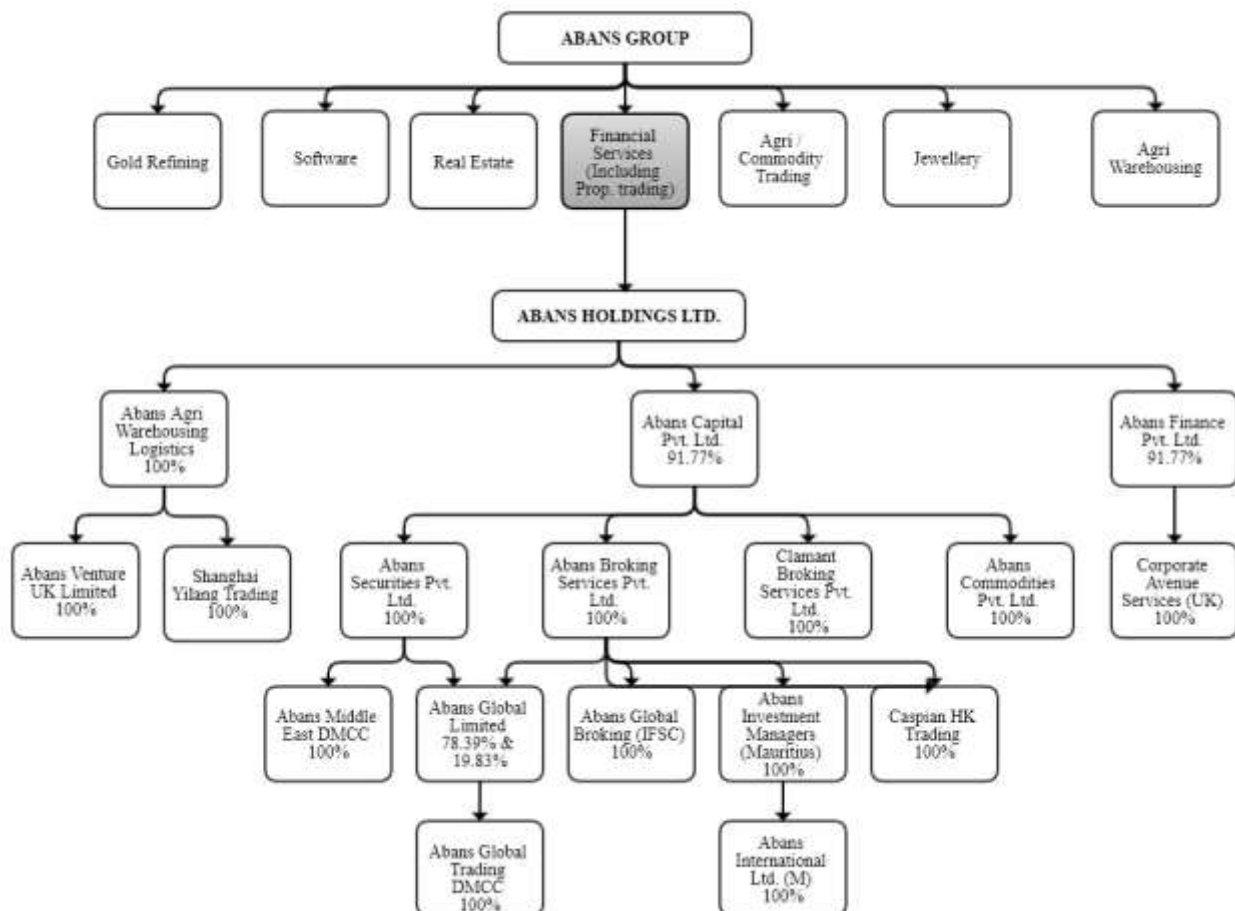 ABANS GROUP
Gold Refining
Software
Real Estate
Financial
Services
(Including
Prop. trading)
Agri /
Commodity
Trading
Jewellery
Agri
Warehousing
ABANS HOLDINGS LTD.
Abans Agri
Warehousing
Logistics
100%
Abans Capital
Pvt. Ltd.
91.77%
Abans Finance
Pvt. Ltd.
91.77%
Abans Venture
UK Limited
100%
Shanghai
Yilang Trading
100%
Abans
Securities Pvt.
Ltd.
100%
Abans Broking
Services Pvt.
Ltd.
100%
Clamant
Broking
Services Pvt.
Ltd.
100%
Abans
Commodities
Pvt. Ltd.
100%
Corporate
Avenue
Services (UK)
100%
Abans Middle
East DMCC
100%
Abans Global
Limited
78.39% &
19.83%
Abans Global
Broking (IFSC)
100%
Abans
Investment
Managers
(Mauritius)
100%
Caspian HK
Trading
100%
Abans Global
Trading
DMCC
100%
Abans
International
Ltd. (M)
100%